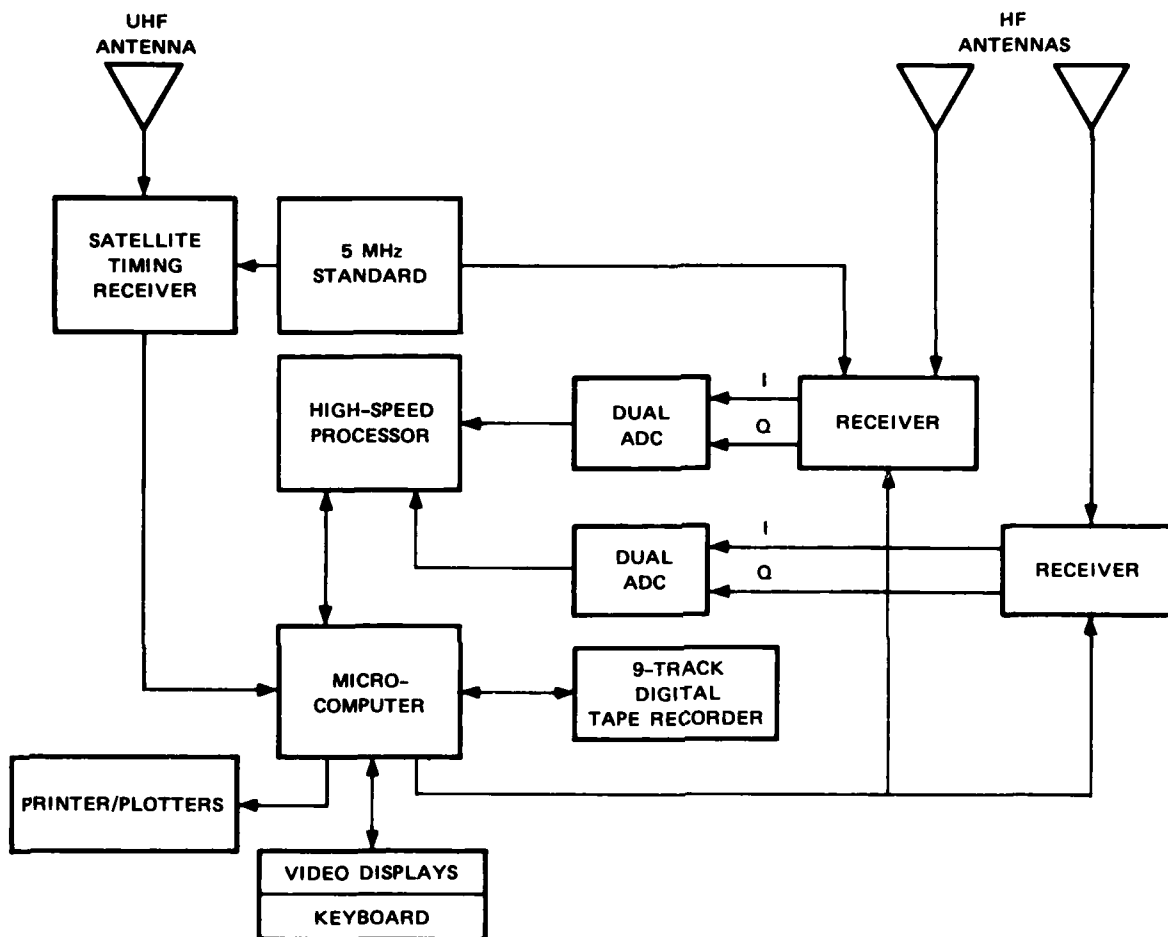 UHF
ANTENNA
HF
ANTENNAS
SATELLITE
TIMING
RECEIVER
5 MHz
STANDARD
HIGH-SPEED
PROCESSOR
DUAL
ADC
I
Q
RECEIVER
DUAL
ADC
I
Q
RECEIVER
MICRO-
COMPUTER
9-TRACK
DIGITAL
TAPE RECORDER
PRINTER/PLOTTERS
VIDEO DISPLAYS
KEYBOARD